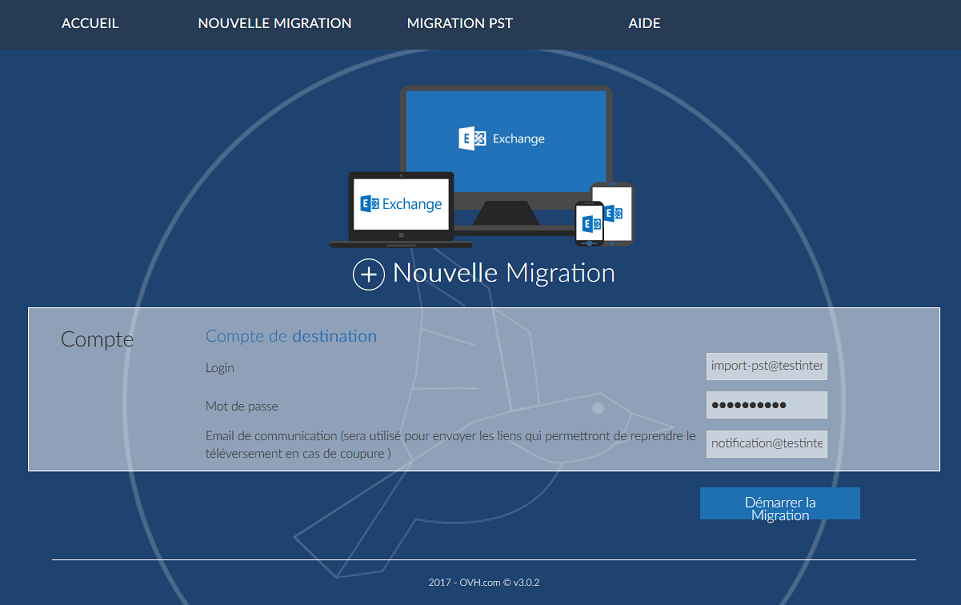 ACCUEIL NOUVELLE MIGRATION MIGRATION PST AIDE
E Exchange
E Exchange
E
E
Nouvelle Migration
Compte
Compte de destination
Login import-pst@testinter
Mot de passe ●●●●●●●●●●
Email de communication (sera utilisé pour envoyer les liens qui permettront de reprendre le
téléversement en cas de coupure ) notification@testinte
Démarrer la
Migration
2017 - OVH.com © v3.0.2